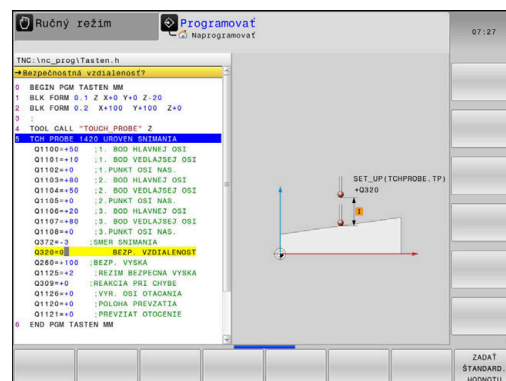 Ručný režim
Programovať
Naprogramovať
07:27
TNC:\nc_prog\Tasten.h
→Bezpečnostná vzdialenosť?
0 BEGIN PGM TASTEN MM
1 BLK FORM 0.1 Z X+0 Y+0 Z-20
2 BLK FORM 0.2 X+100 Y+100 Z+0
3 ;
4 TOOL CALL "TOUCH_PROBE" Z
5 TCH PROBE 1420 UROVEN SNIMANIA
Q1100=+50 ;1. BOD HLAVNEJ OSI
Q1101=+10 ;1. BOD VEDLAJSEJ OSI
Q1102=+0 ;1.PUNKT OSI NAS.
Q1103=+80 ;2. BOD HLAVNEJ OSI
Q1104=+50 ;2. BOD VEDLAJSEJ OSI
Q1105=+0 ;2.PUNKT OSI NAS.
Q1106=+20 ;3. BOD HLAVNEJ OSI
Q1107=+80 ;3. BOD VEDLAJSEJ OSI
Q1108=+0 ;3.PUNKT OSI NAS.
Q372=-3 ;SMER SNIMANIA
Q320=0 BEZP. VZDIALENOST
Q260=+100 ;BEZP. VYSKA
Q1125=+2 ;REZIM BEZPECNA VYSKA
Q309=+0 ;REAKCIA PRI CHYBE
Q1126=+0 ;VYR. OSI OTACANIA
Q1120=+0 ;POLOHA PREVZATIA
Q1121=+0 ;PREVZIAT OTOCENIE
6 END PGM TASTEN MM
SET_UP(TCHPROBE.TP)
+Q320
I
ZADAŤ
ŠTANDARD.
HODNOTU